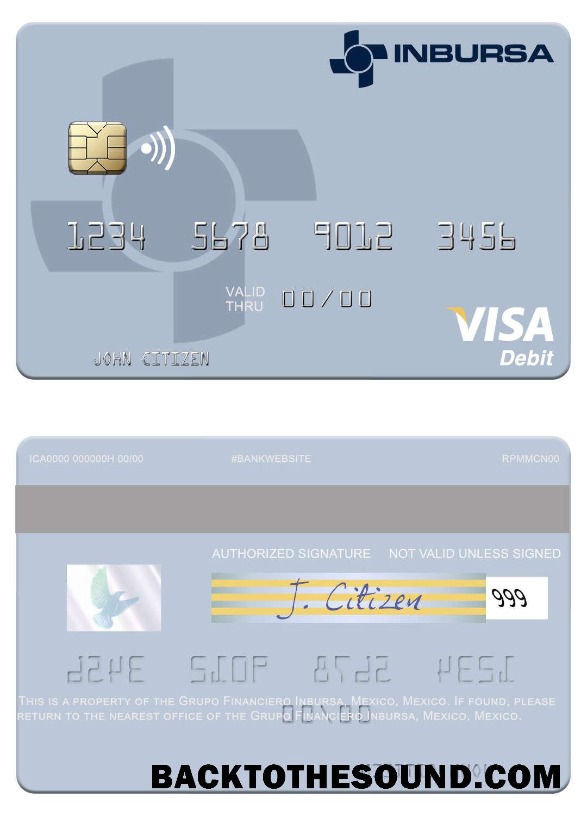 INBURSA
1234 5678 9012 3456
VALID
THRU 00/00
VISA
Debit
JOHN CITIZEN
ICA0000 000000H 00/00 #BANKWEBSITE RPMMCN00
AUTHORIZED SIGNATURE NOT VALID UNLESS SIGNED
J. Citizen 999
THIS IS A PROPERTY OF THE GRUPO FINANCIERO INBURSA, MEXICO, MEXICO. IF FOUND, PLEASE
RETURN TO THE NEAREST OFFICE OF THE GRUPO FINANCIERO INBURSA, MEXICO, MEXICO.
BACKTOTHESOUND.COM